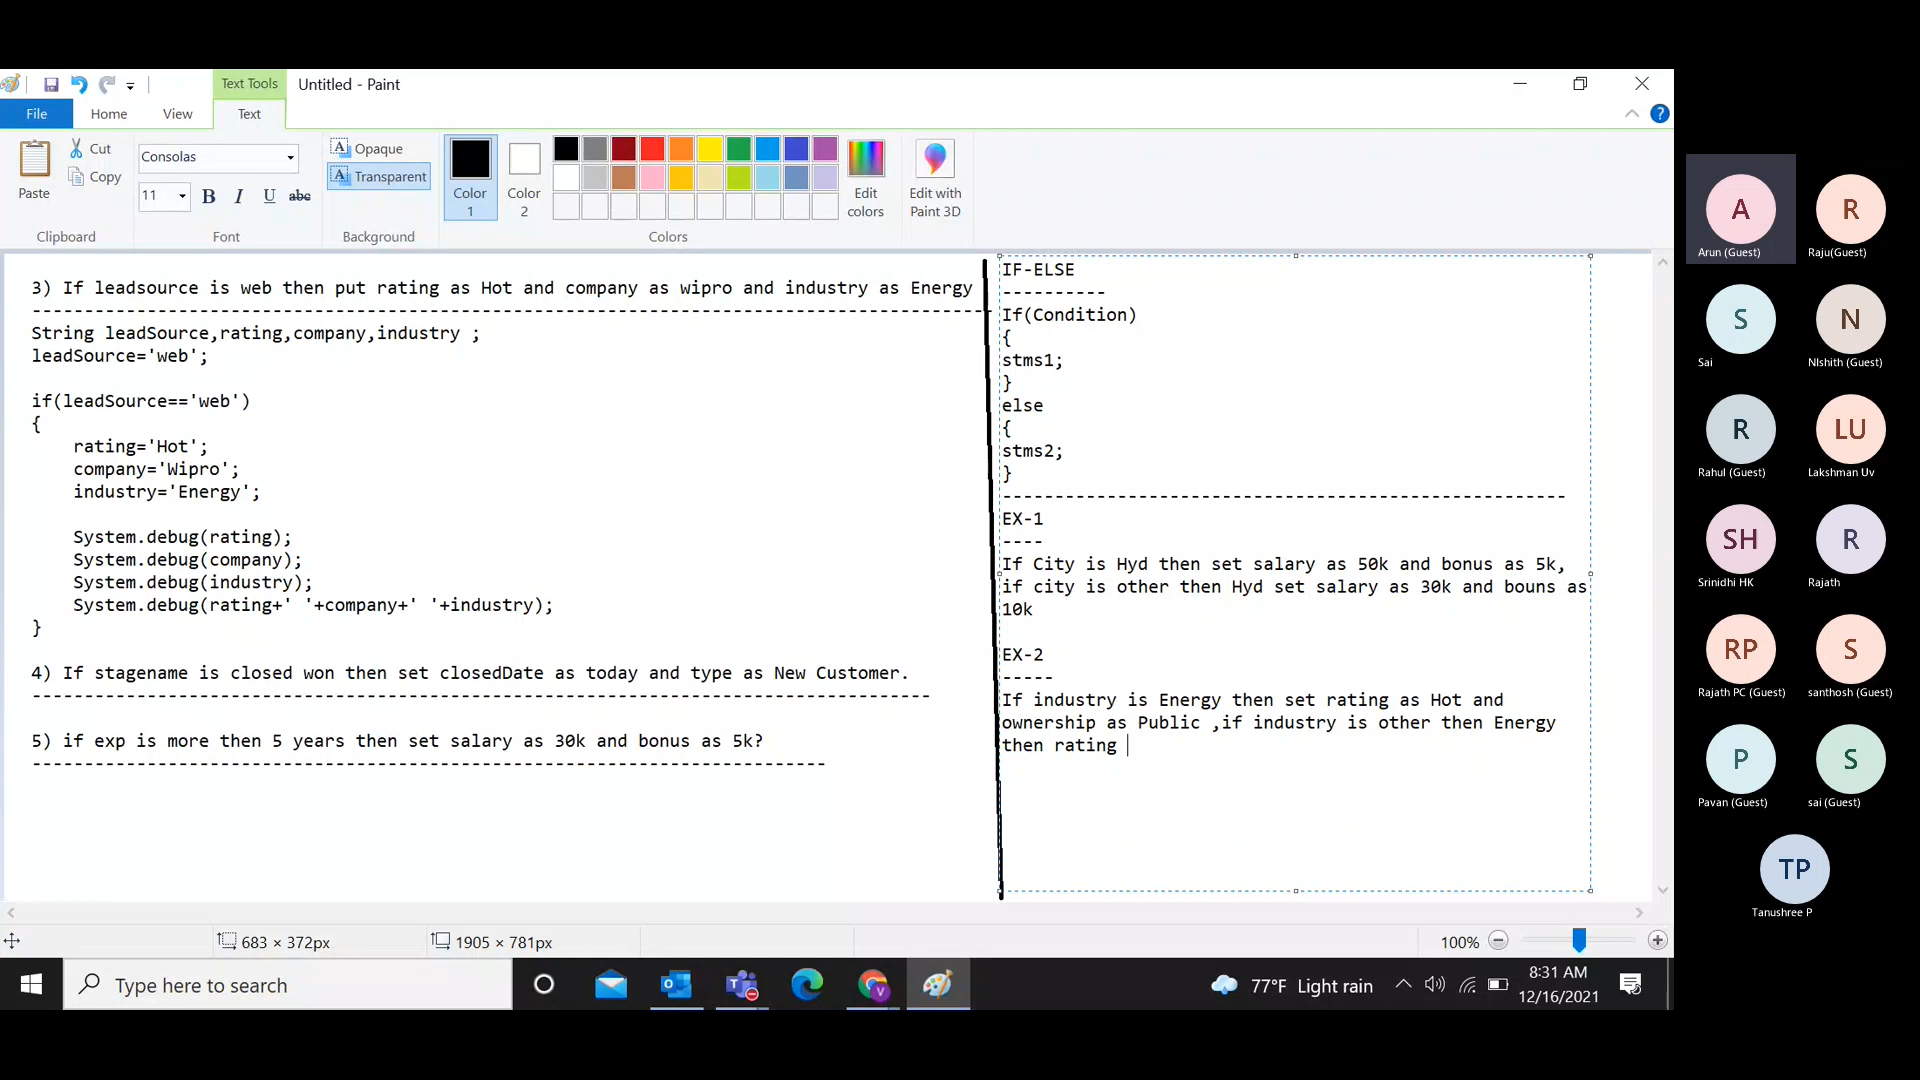 Text Tools
Untitled - Paint
File
Home
View
Text
Paste
Cut
Copy
Clipboard
Consolas
11
B
I
U
abc
Font
Opaque
Transparent
Background
Color 1
Color 2
Edit colors
Colors
Edit with Paint 3D
3) If leadsource is web then put rating as Hot and company as wipro and industry as Energy
-------------------------------------------------------------------------------------------
String leadSource,rating,company,industry ;
leadSource='web';
if(leadSource=='web')
{
rating='Hot';
company='Wipro';
industry='Energy';
System.debug(rating);
System.debug(company);
System.debug(industry);
System.debug(rating+' '+company+' '+industry);
}
4) If stagename is closed won then set closedDate as today and type as New Customer.
--------------------------------------------------------------------------------------
5) if exp is more then 5 years then set salary as 30k and bonus as 5k?
----------------------------------------------------------------------------
IF-ELSE
----------
If(Condition)
{
stms1;
}
else
{
stms2;
}
------------------------------------------------------
EX-1
----
If City is Hyd then set salary as 50k and bonus as 5k,
if city is other then Hyd set salary as 30k and bouns as
10k
EX-2
-----
If industry is Energy then set rating as Hot and
ownership as Public ,if industry is other then Energy
then rating
683 × 372px
1905 × 781px
100%
Type here to search
77°F Light rain
8:31 AM
12/16/2021
A
Arun (Guest)
R
Raju(Guest)
S
Sai
N
NIshith (Guest)
R
Rahul (Guest)
LU
Lakshman Uv
SH
Srinidhi HK
R
Rajath
RP
Rajath PC (Guest)
S
santhosh (Guest)
P
Pavan (Guest)
S
sai (Guest)
TP
Tanushree P